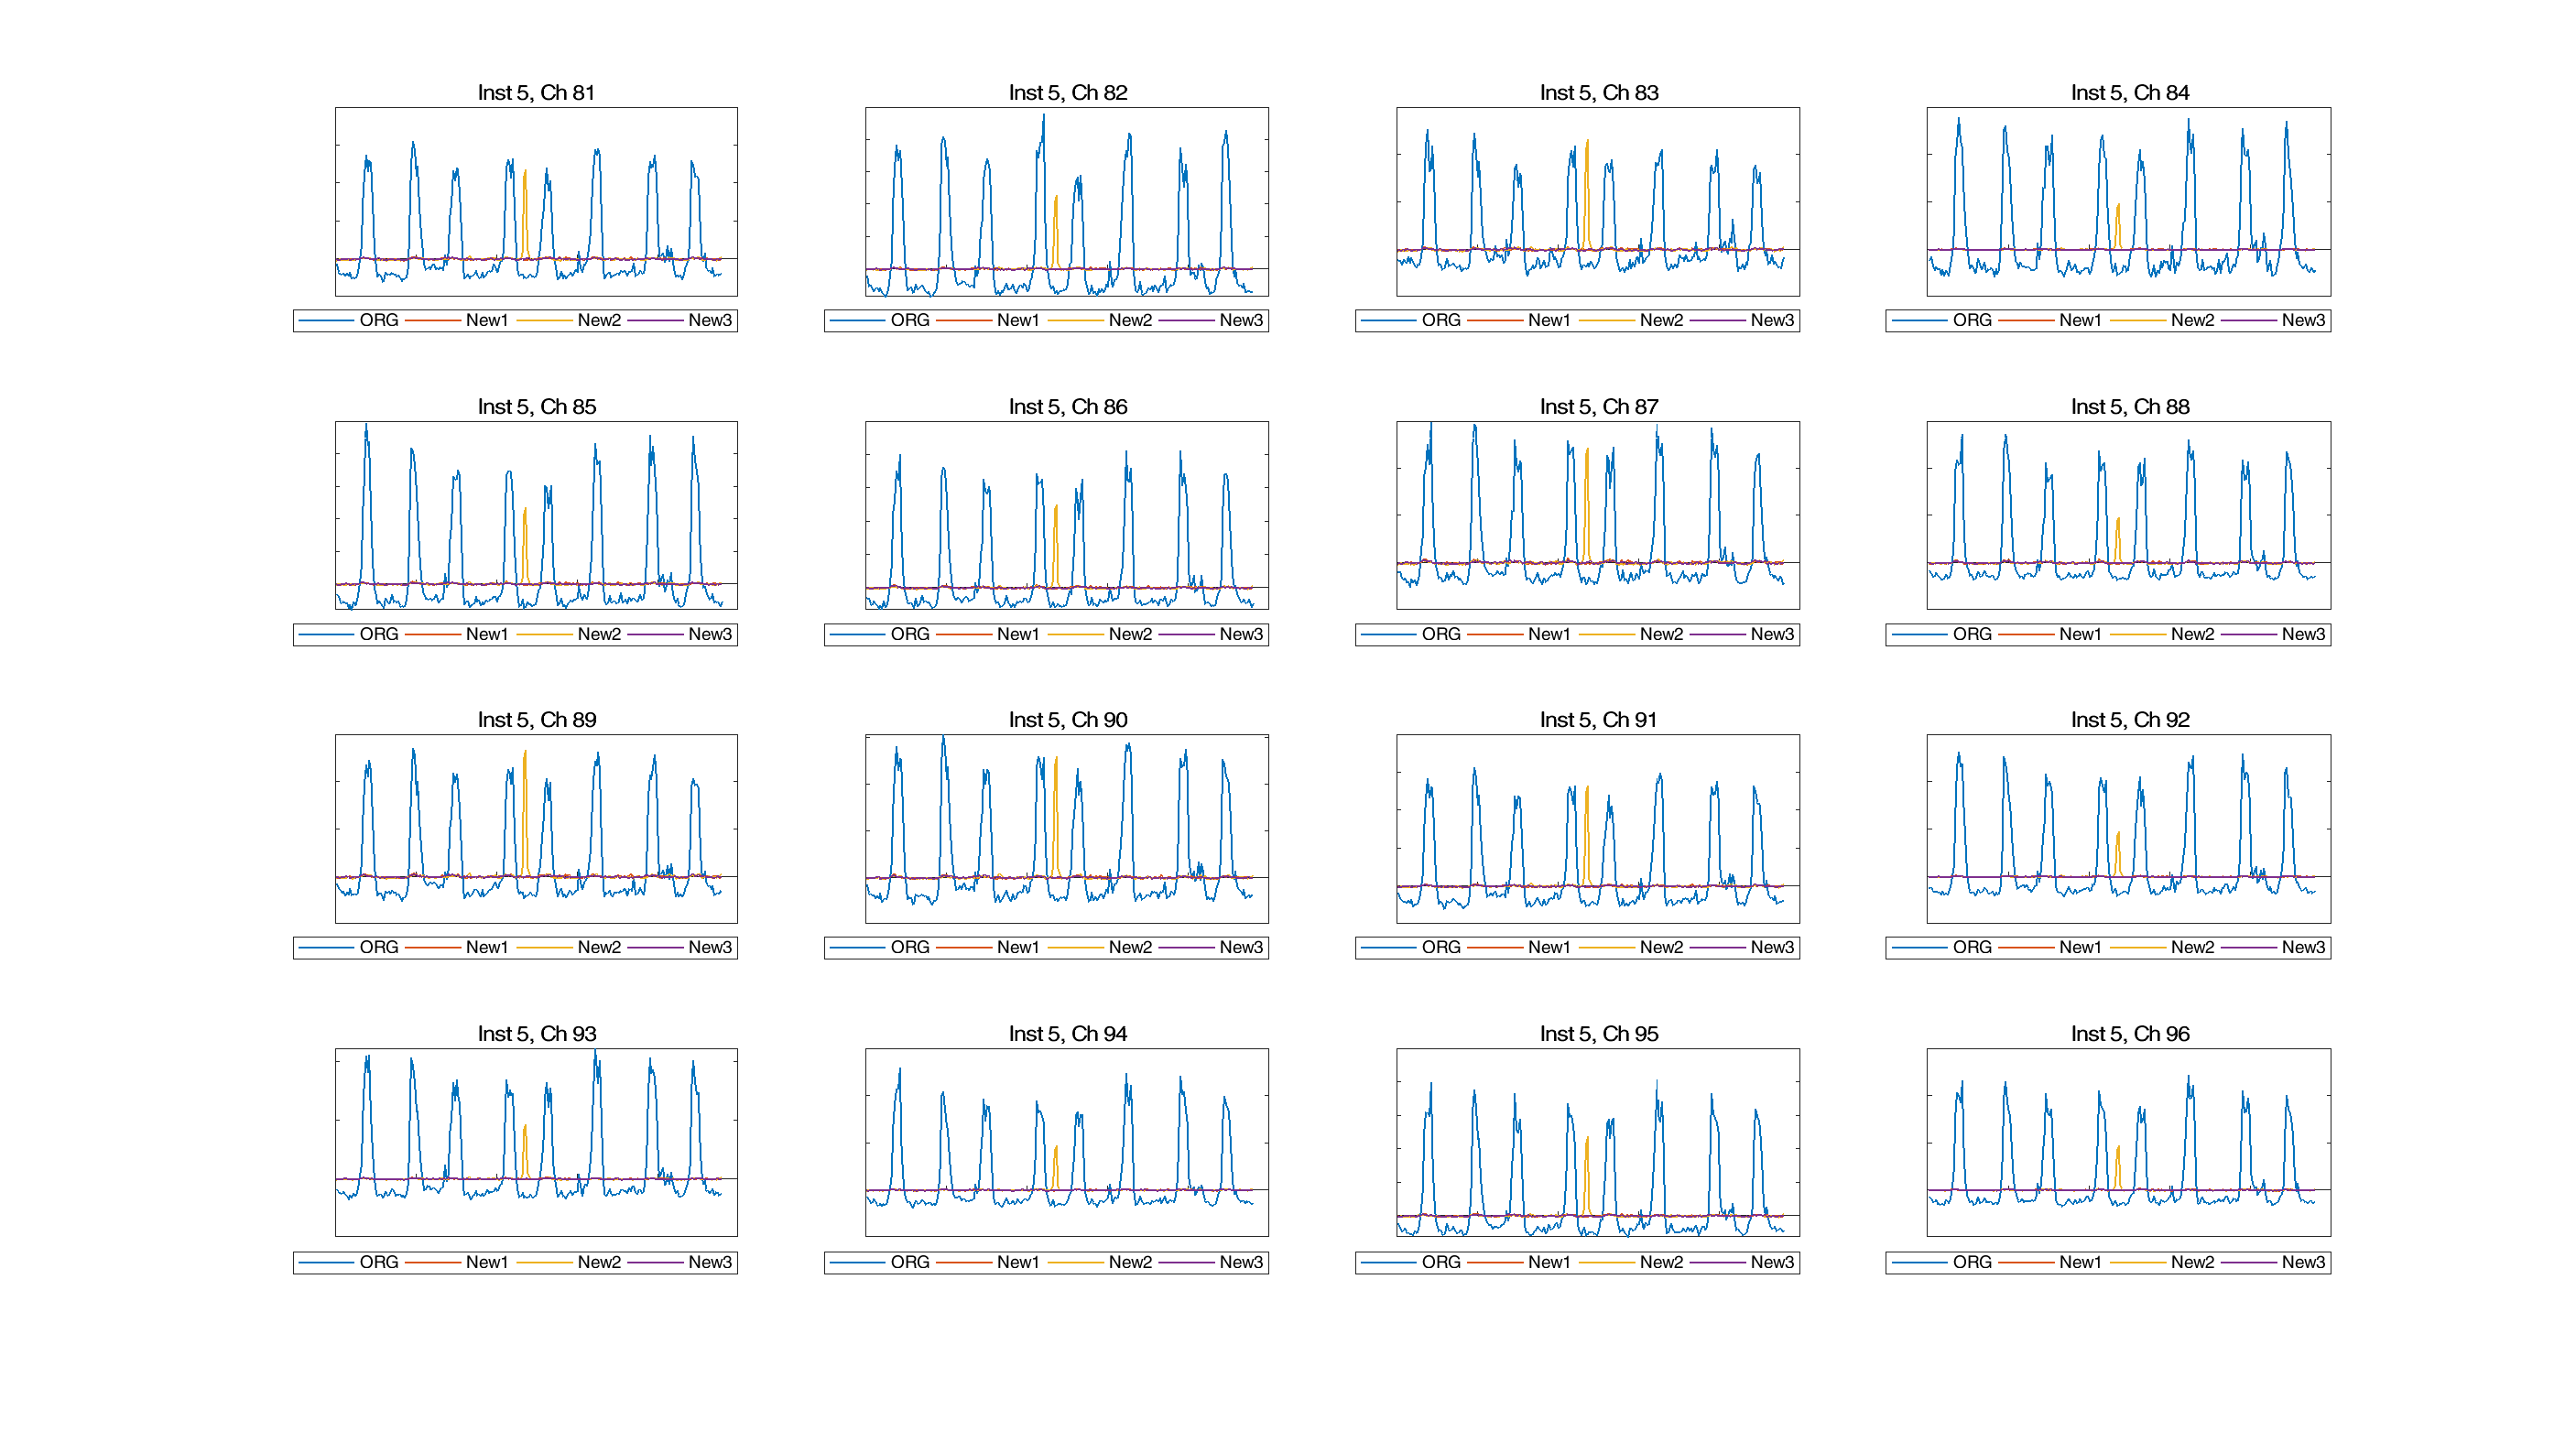 Inst 5, Ch 81
Inst 5, Ch 82
Inst 5, Ch 83
Inst 5, Ch 84
ORG New1 New2 New3
ORG New1 New2 New3
ORG New1 New2 New3
ORG New1 New2 New3
Inst 5, Ch 85
Inst 5, Ch 86
Inst 5, Ch 87
Inst 5, Ch 88
ORG New1 New2 New3
ORG New1 New2 New3
ORG New1 New2 New3
ORG New1 New2 New3
Inst 5, Ch 89
Inst 5, Ch 90
Inst 5, Ch 91
Inst 5, Ch 92
ORG New1 New2 New3
ORG New1 New2 New3
ORG New1 New2 New3
ORG New1 New2 New3
Inst 5, Ch 93
Inst 5, Ch 94
Inst 5, Ch 95
Inst 5, Ch 96
ORG New1 New2 New3
ORG New1 New2 New3
ORG New1 New2 New3
ORG New1 New2 New3